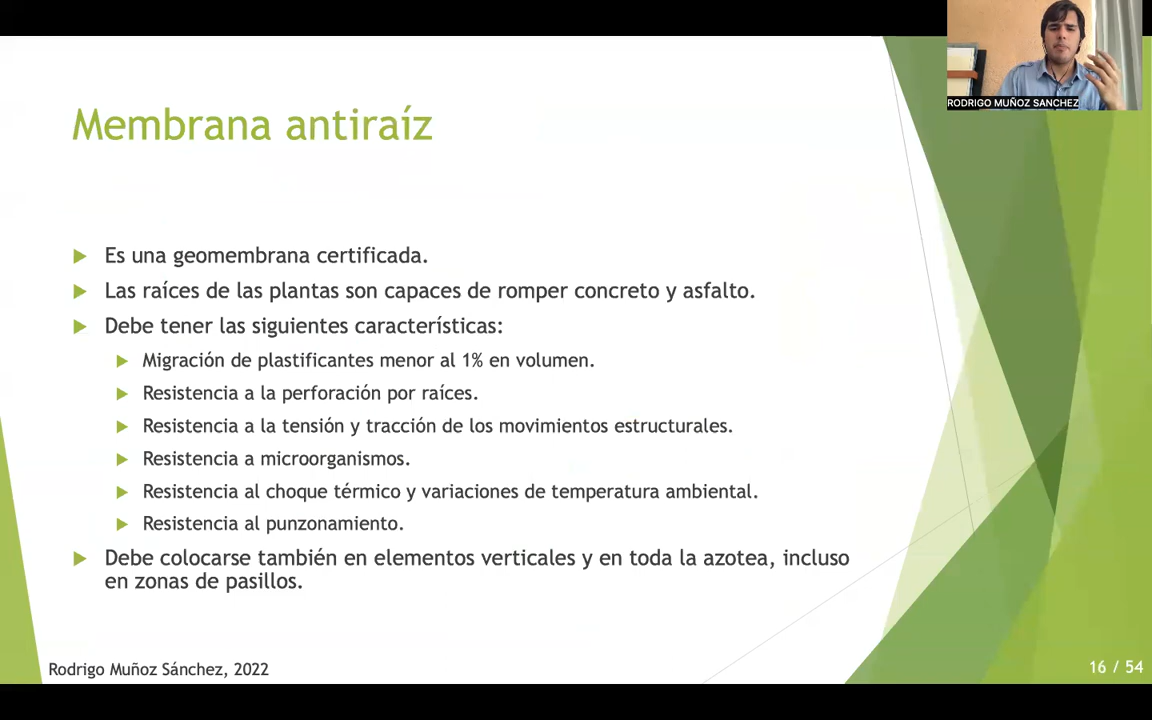 RODRIGO MUÑOZ SANCHEZ
Membrana antiraíz
Es una geomembrana certificada.
Las raíces de las plantas son capaces de romper concreto y asfalto.
Debe tener las siguientes características:
Migración de plastificantes menor al 1% en volumen.
Resistencia a la perforación por raíces.
Resistencia a la tensión y tracción de los movimientos estructurales.
Resistencia a microorganismos.
Resistencia al choque térmico y variaciones de temperatura ambiental.
Resistencia al punzonamiento.
Debe colocarse también en elementos verticales y en toda la azotea, incluso
en zonas de pasillos.
Rodrigo Muñoz Sánchez, 2022
16 / 54